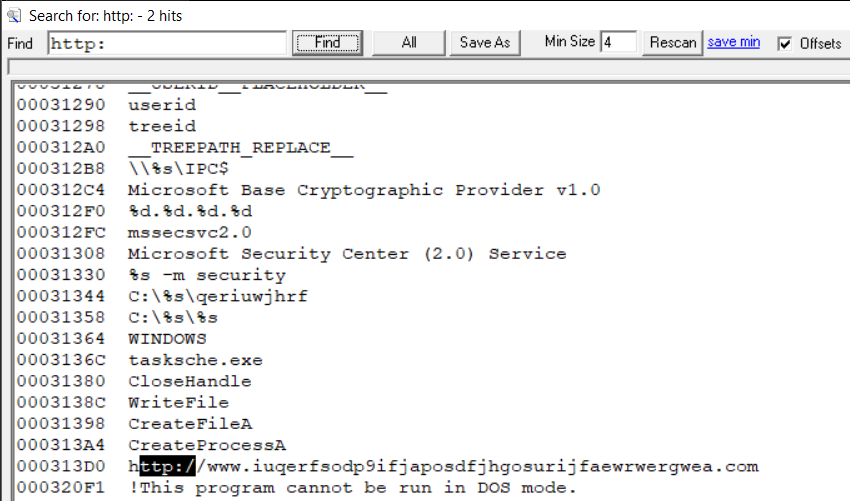 Search for: http: - 2 hits
Find http: Find All Save As Min Size 4 Rescan save min Offsets
00031278 __USERID__PLACEHOLDER__
00031290 userid
00031298 treeid
000312A0 __TREEPATH_REPLACE__
000312B8 \\%s\IPC$
000312C4 Microsoft Base Cryptographic Provider v1.0
000312F0 %d.%d.%d.%d
000312FC mssecsvc2.0
00031308 Microsoft Security Center (2.0) Service
00031330 %s -m security
00031344 C:\%s\qeriuwjhrf
00031358 C:\%s\%s
00031364 WINDOWS
0003136C tasksche.exe
00031380 CloseHandle
0003138C WriteFile
00031398 CreateFileA
000313A4 CreateProcessA
000313D0 http://www.iuqerfsodp9ifjaposdfjhgosurijfaewrwergwea.com
000320F1 !This program cannot be run in DOS mode.